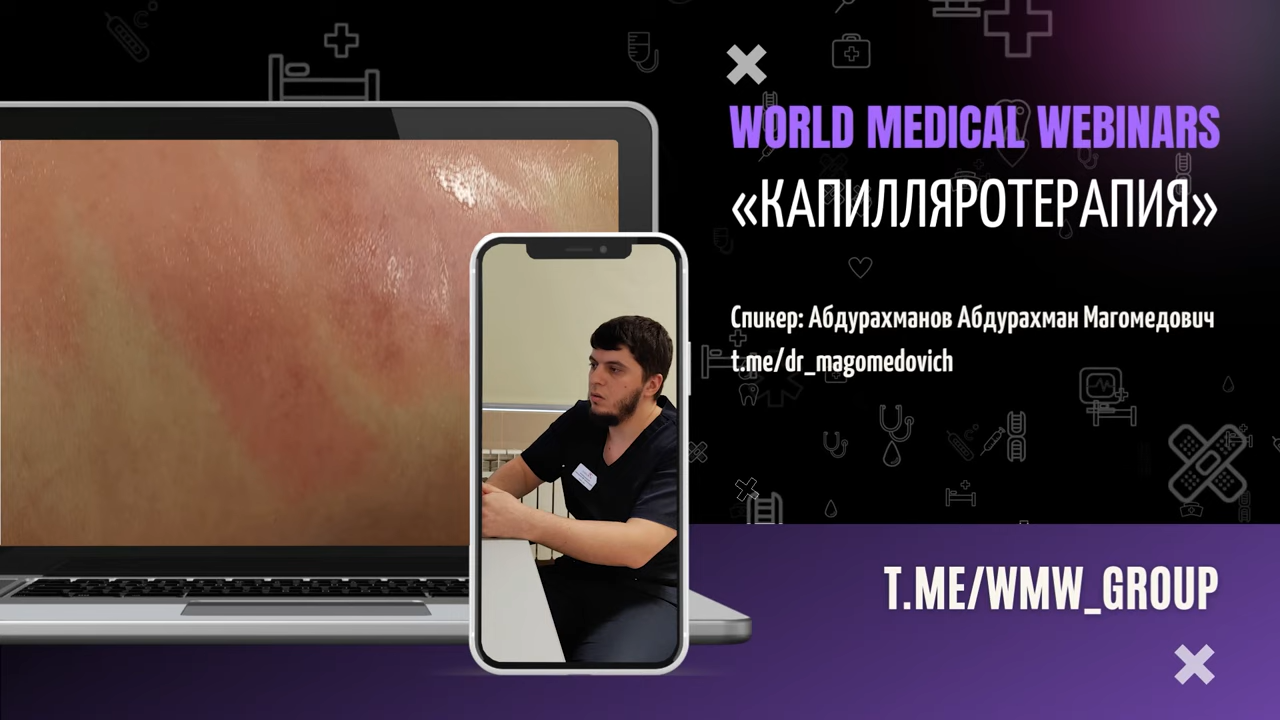 WORLD MEDICAL WEBINARS
«КАПИЛЛЯРОТЕРАПИЯ»
Спикер: Абдурахманов Абдурахман Магомедович
t.me/dr_magomedovich
T.ME/WMW_GROUP